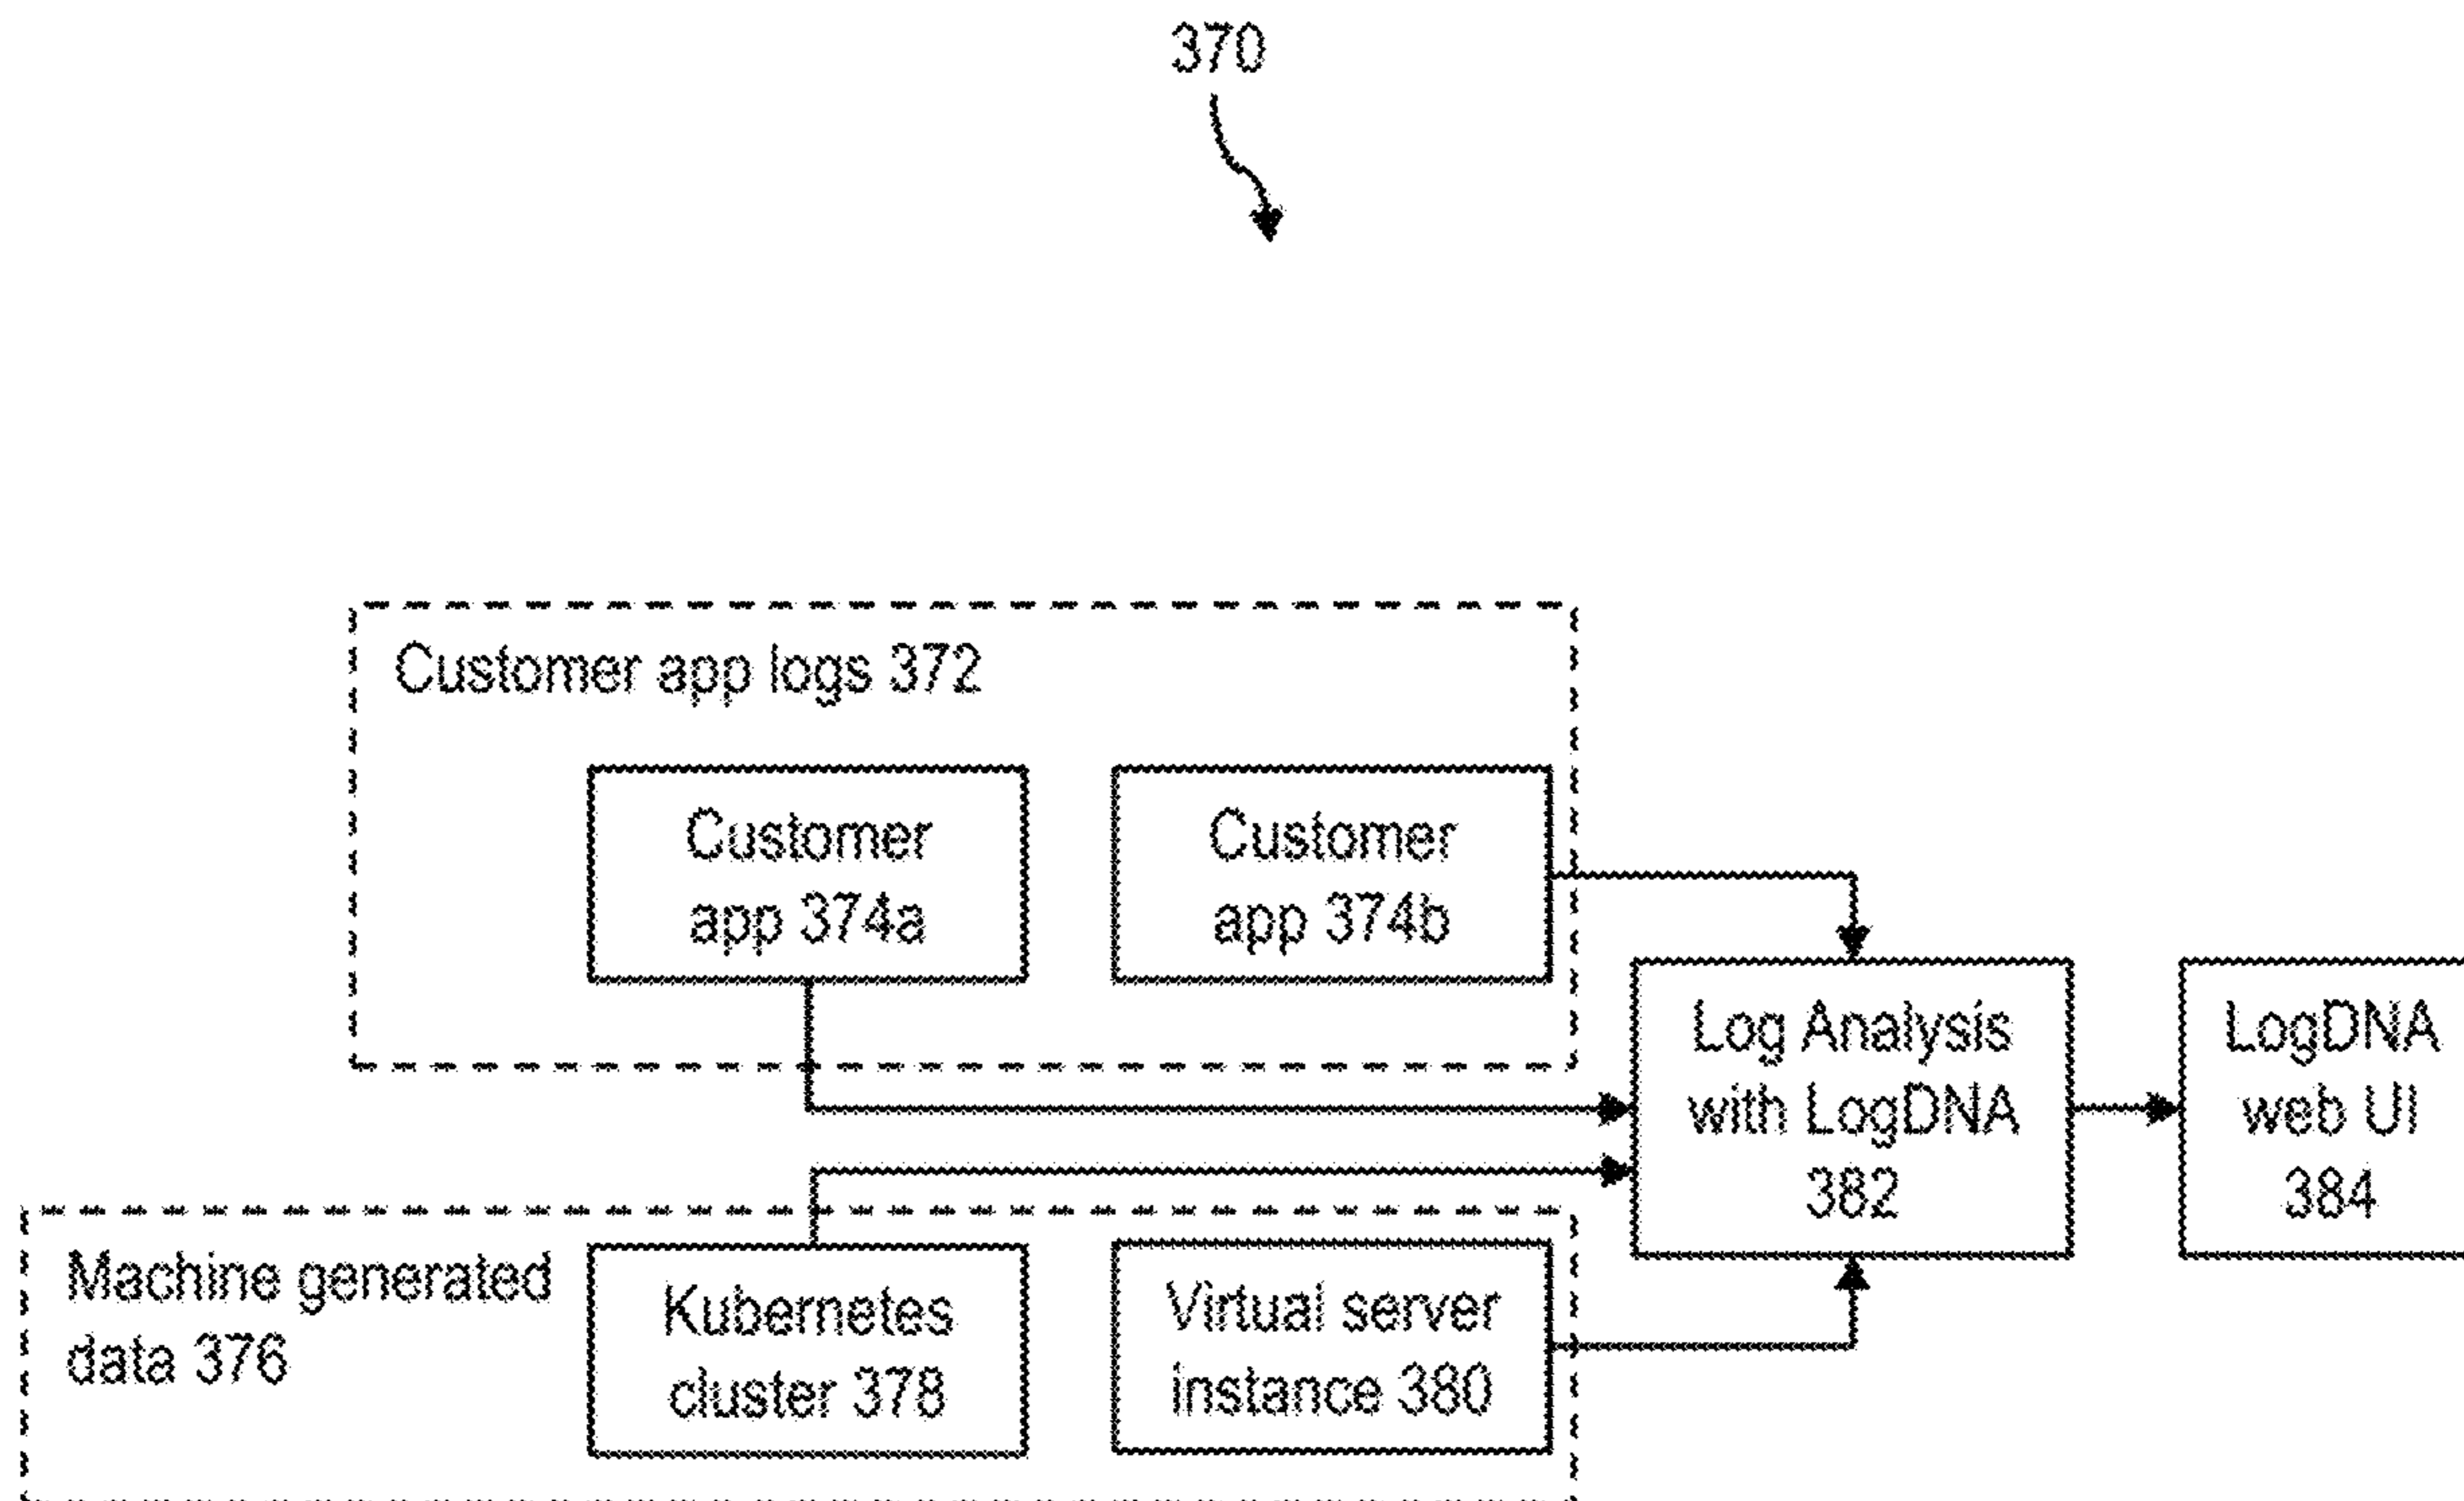 370
Customer app logs 372
Customer
app 374a
Customer
app 374b
Log Analysis
with LogDNA
382
LogDNA
web UI
384
Machine generated
data 376
Kubernetes
cluster 378
Virtual server
instance 380